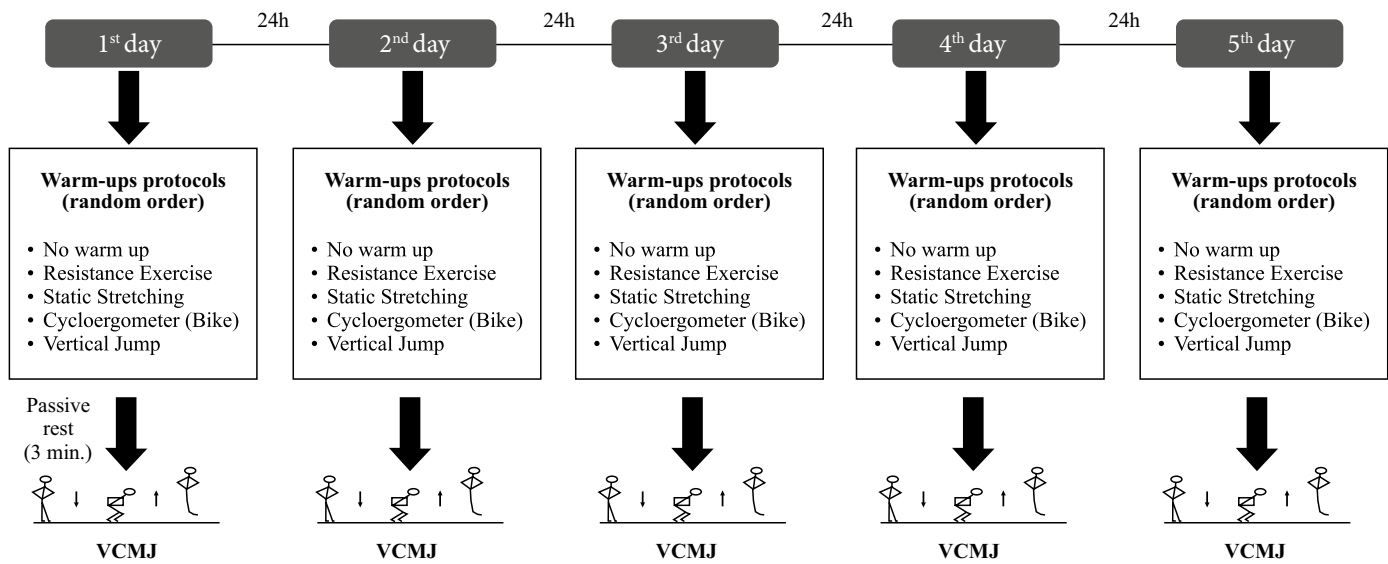 24h 24h 24h 24h
1st day 2nd day 3rd day 4th day 5th day
Warm-ups protocols
(random order)
• No warm up
• Resistance Exercise
• Static Stretching
• Cycloergometer (Bike)
• Vertical Jump
Warm-ups protocols
(random order)
• No warm up
• Resistance Exercise
• Static Stretching
• Cycloergometer (Bike)
• Vertical Jump
Warm-ups protocols
(random order)
• No warm up
• Resistance Exercise
• Static Stretching
• Cycloergometer (Bike)
• Vertical Jump
Warm-ups protocols
(random order)
• No warm up
• Resistance Exercise
• Static Stretching
• Cycloergometer (Bike)
• Vertical Jump
Warm-ups protocols
(random order)
• No warm up
• Resistance Exercise
• Static Stretching
• Cycloergometer (Bike)
• Vertical Jump
Passive
rest
(3 min.)
VCMJ VCMJ VCMJ VCMJ VCMJ